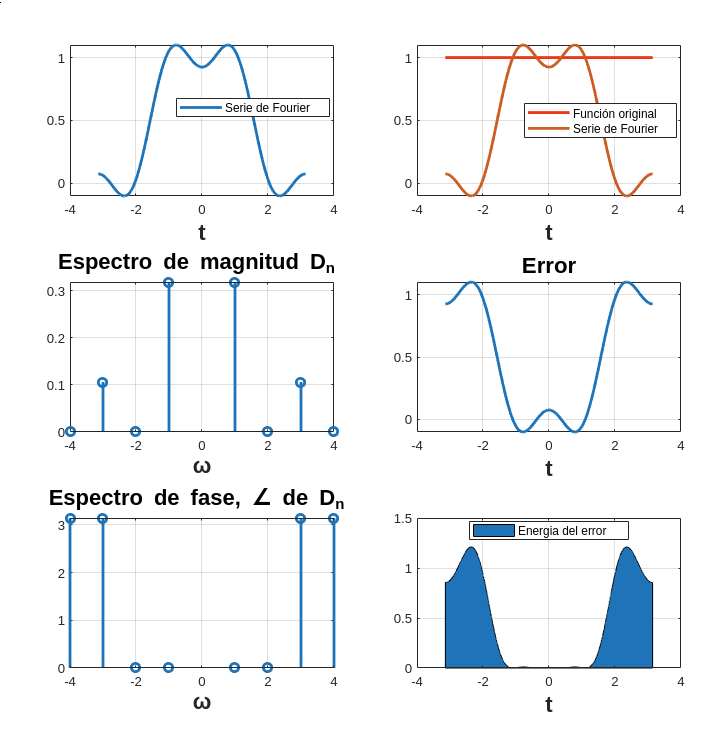 1
0.5
0
-4 -2 0 2 4
t
Serie de Fourier
1
0.5
0
-4 -2 0 2 4
t
Función original
Serie de Fourier
Espectro de magnitud Dn
0.3
0.2
0.1
0
-4 -2 0 2 4
ω
Error
1
0.5
0
-4 -2 0 2 4
t
Espectro de fase, ∠ de Dn
3
2
1
0
-4 -2 0 2 4
ω
1.5
1
0.5
0
-4 -2 0 2 4
t
Energia del error